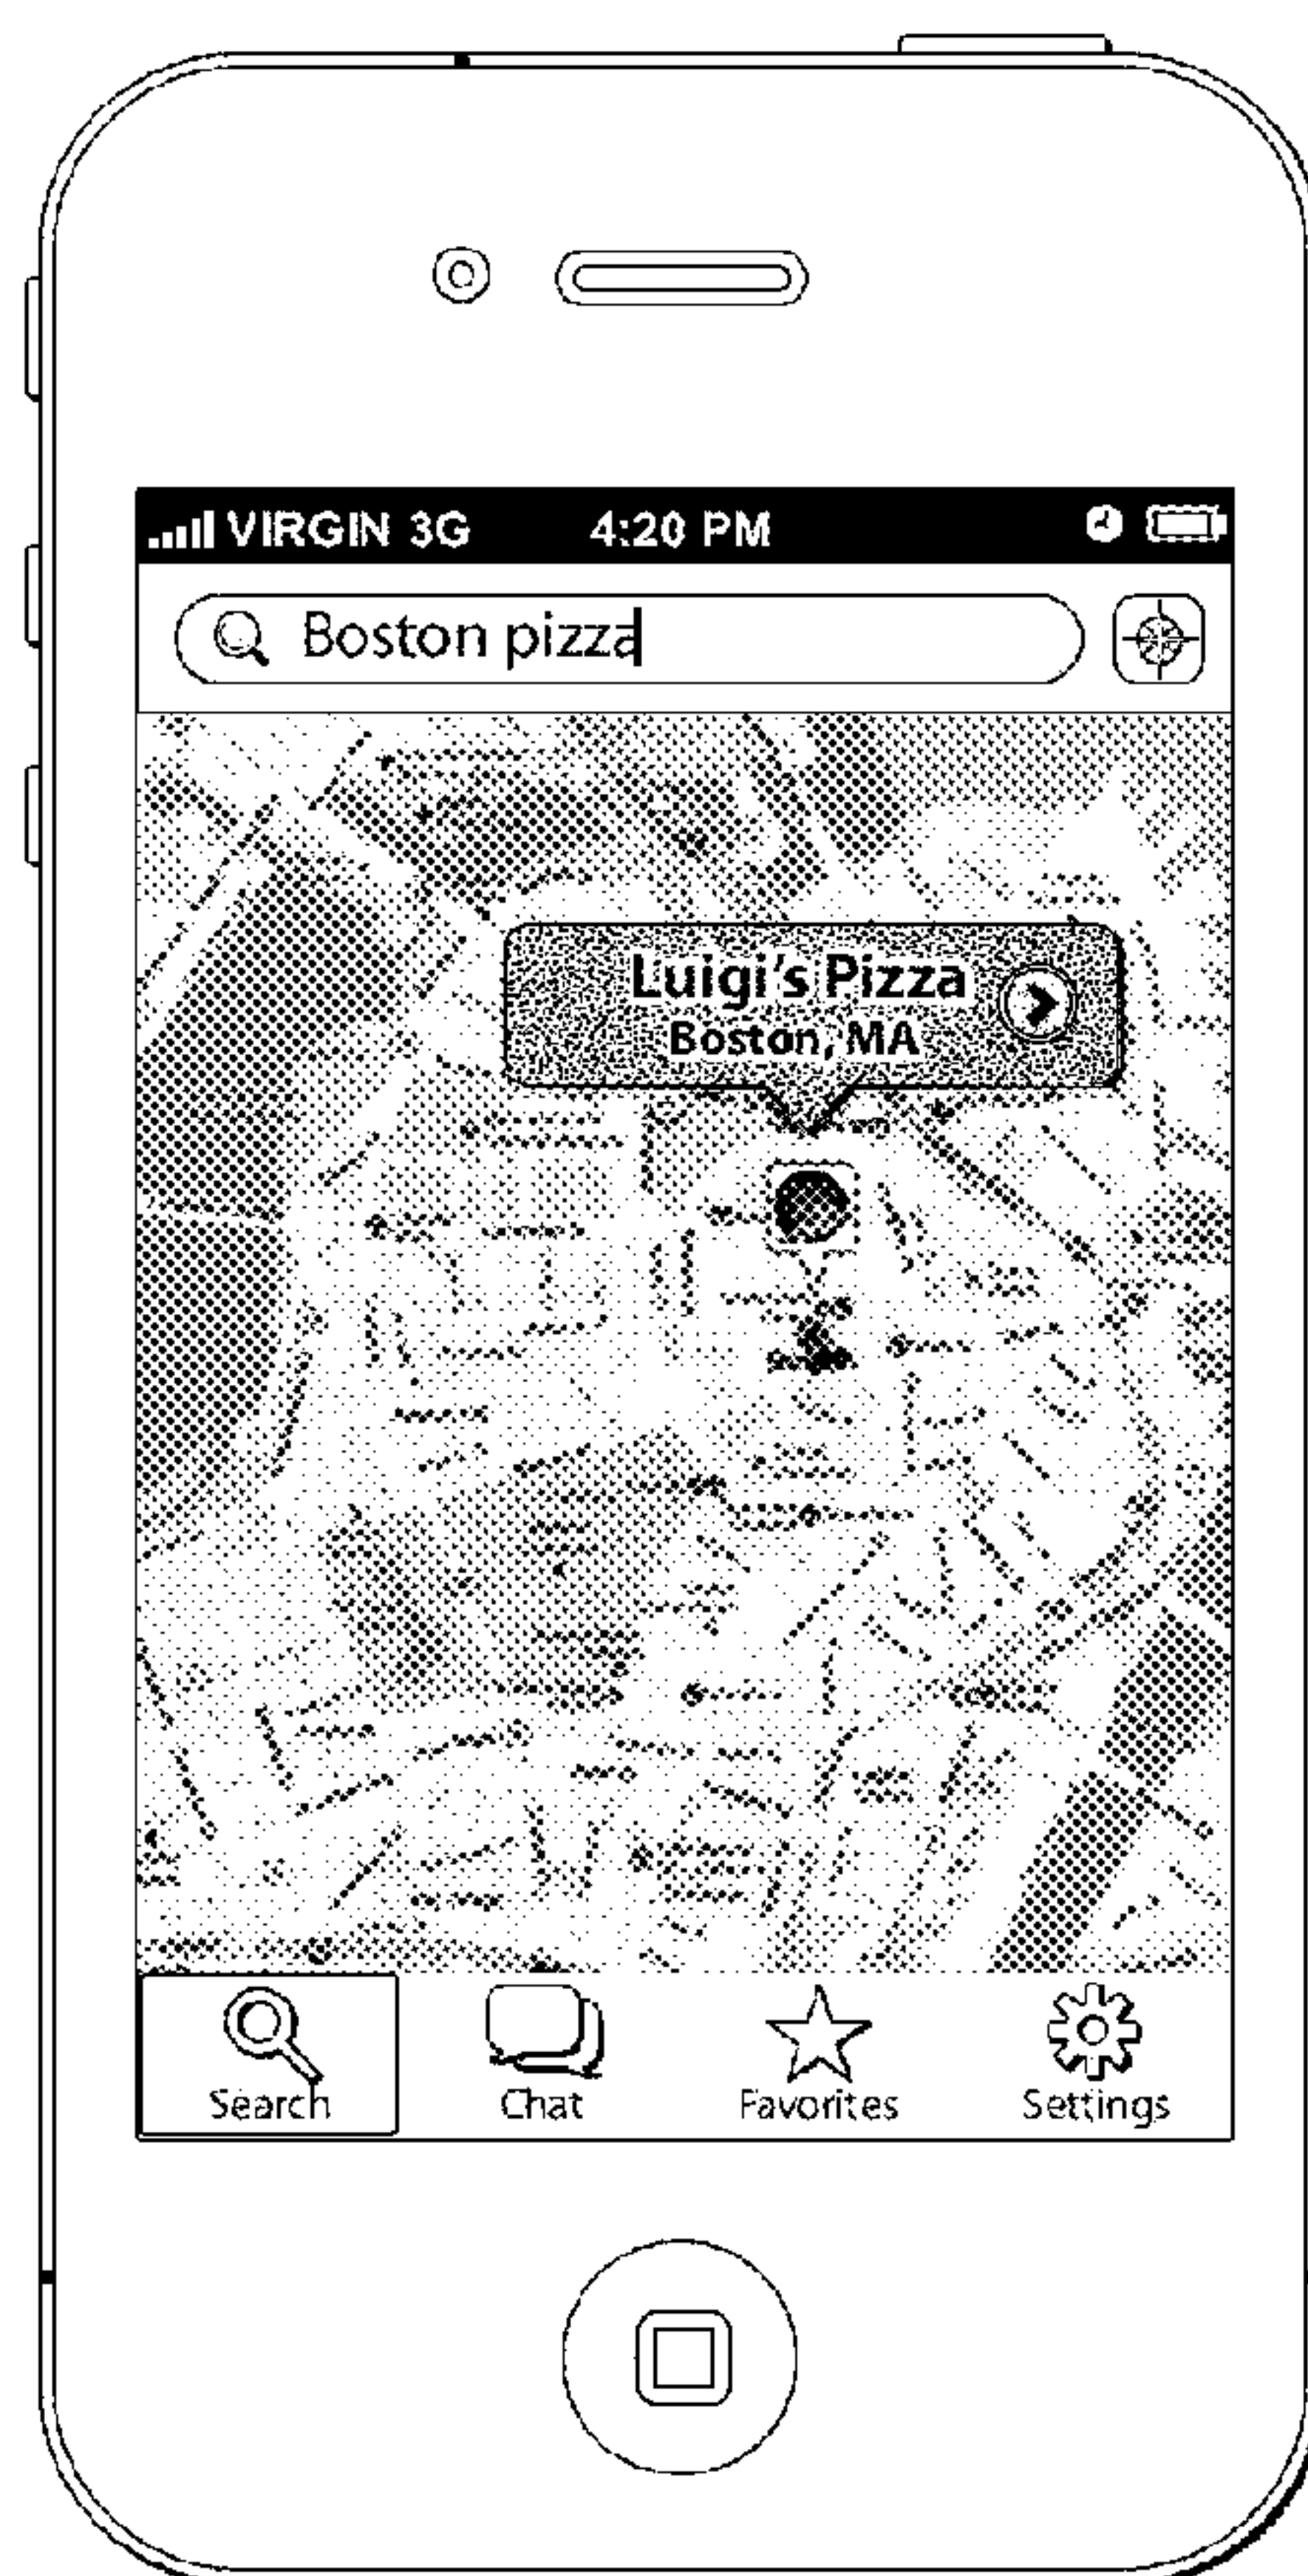 VIRGIN 3G 4:20 PM
Boston pizza
Luigi's Pizza
Boston, MA
Search Chat Favorites Settings